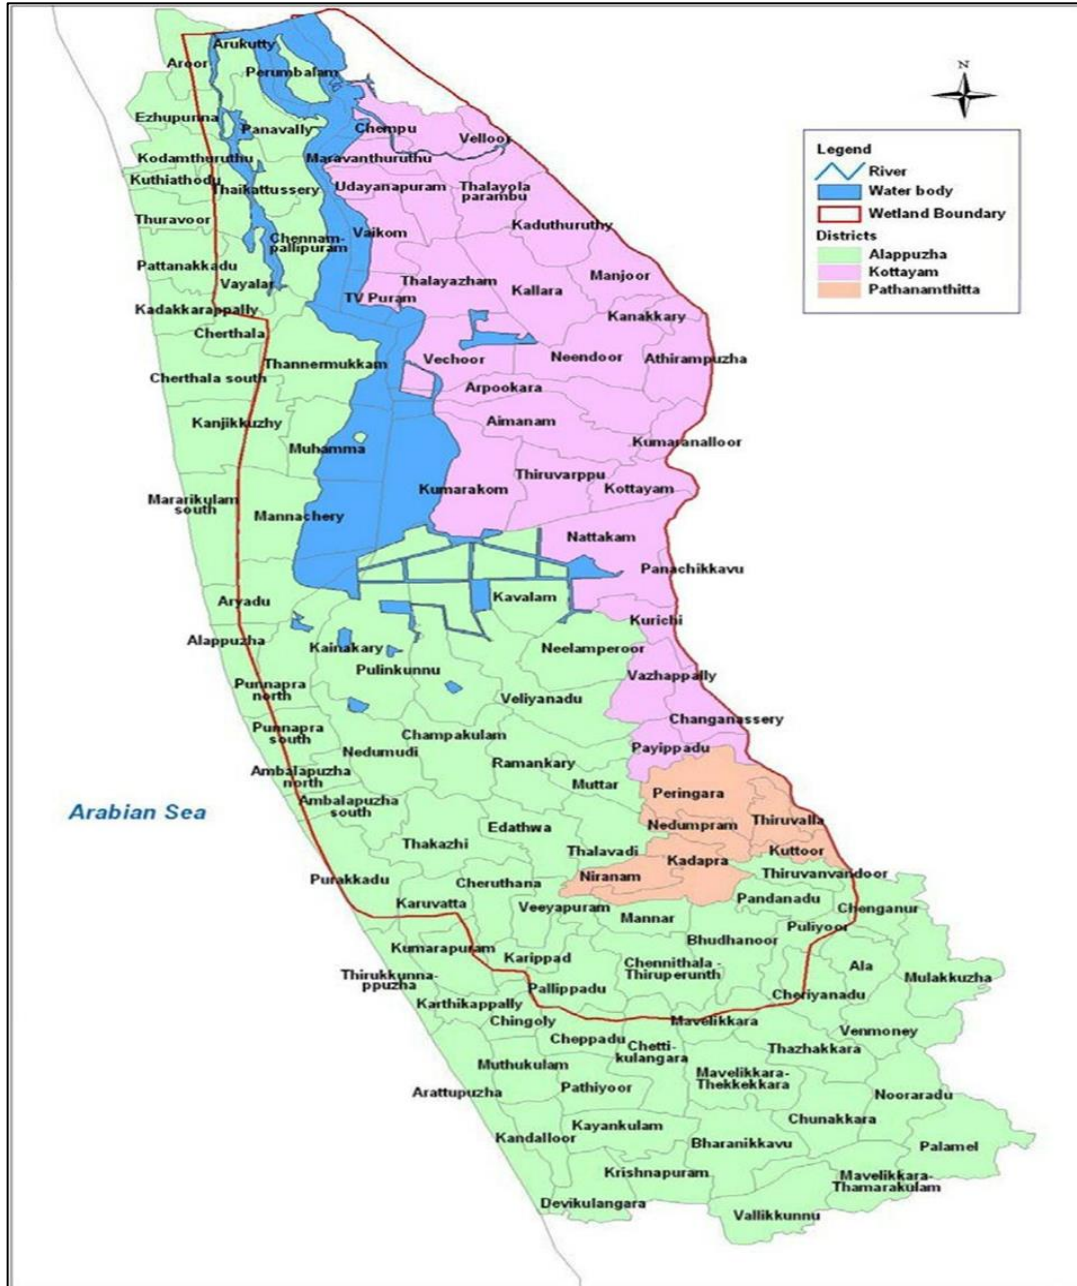 N
Legend
River
Water body
Wetland Boundary
Districts
Alappuzha
Kottayam
Pathanamthitta
Arukutty
Aroor
Perumbalam
Ezhupunna
Panavally
Chempu
Velloor
Kodamthuruthu
Maravanthuruthu
Kuthiathodu
Thaikattussery
Udayanapuram
Thalayola
parambu
Thuravoor
Chennam-
pallipuram
Vaikom
Kaduthuruthy
Pattanakkadu
Vayalar
Thalayazham
Kallara
Manjoor
TV Puram
Kadakkarappally
Kanakkary
Cherthala
Thannermukkam
Vechoor
Neendoor
Athirampuzha
Cherthala south
Arpookara
Kanjikkuzhy
Aimanam
Muhamma
Kumaranalloor
Thiruvarppu
Kumarakom
Kottayam
Mararikulam
south
Mannachery
Nattakam
Panachikkavu
Aryadu
Kavalam
Kurichi
Alappuzha
Kainakary
Neelamperoor
Pulinkunnu
Vazhappally
Punnapra
north
Veliyanadu
Changanassery
Punnapra
south
Champakulam
Nedumudi
Payippadu
Ramankary
Ambalapuzha
north
Muttar
Peringara
Arabian Sea
Ambalapuzha
south
Edathwa
Nedumpram
Thiruvalla
Thakazhi
Thalavadi
Kadapra
Kuttoor
Purakkadu
Cheruthana
Niranam
Thiruvanvandoor
Karuvatta
Veeyapuram
Mannar
Pandanadu
Chenganur
Puliyoor
Kumarapuram
Karippad
Bhudhanoor
Thirukkunna-
ppuzha
Chennithala -
Thiruperunth
Ala
Mulakkuzha
Pallippadu
Cheriyanadu
Karthikappally
Chingoly
Mavelikkara
Cheppadu
Chetti-
kulangara
Thazhakkara
Venmoney
Muthukulam
Mavelikkara-
Thekkekkara
Arattupuzha
Pathiyoor
Nooraradu
Chunakkara
Kayankulam
Kandalloor
Bharanikkavu
Palamel
Krishnapuram
Mavelikkara-
Thamarakulam
Devikulangara
Vallikkunnu